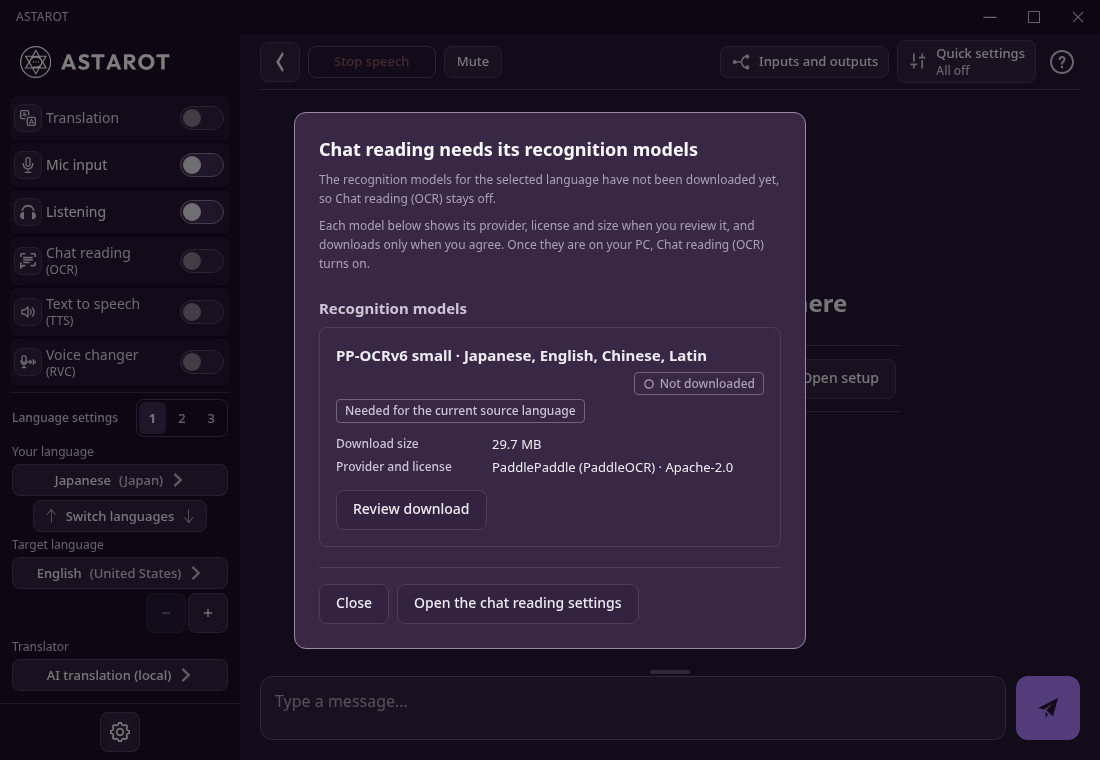 ASTAROT
ASTAROT
Stop speech
Mute
Inputs and outputs
Quick settings
All off
Translation
Mic input
Listening
Chat reading
(OCR)
Text to speech
(TTS)
Voice changer
(RVC)
Language settings
1 2 3
Your language
Japanese (Japan)
Switch languages
Target language
English (United States)
− +
Translator
AI translation (local)
Chat reading needs its recognition models
The recognition models for the selected language have not been downloaded yet,
so Chat reading (OCR) stays off.
Each model below shows its provider, license and size when you review it, and
downloads only when you agree. Once they are on your PC, Chat reading (OCR)
turns on.
Recognition models
PP-OCRv6 small · Japanese, English, Chinese, Latin
Not downloaded
Needed for the current source language
Download size 29.7 MB
Provider and license PaddlePaddle (PaddleOCR) · Apache-2.0
Review download
Close
Open the chat reading settings
Open setup
Type a message...